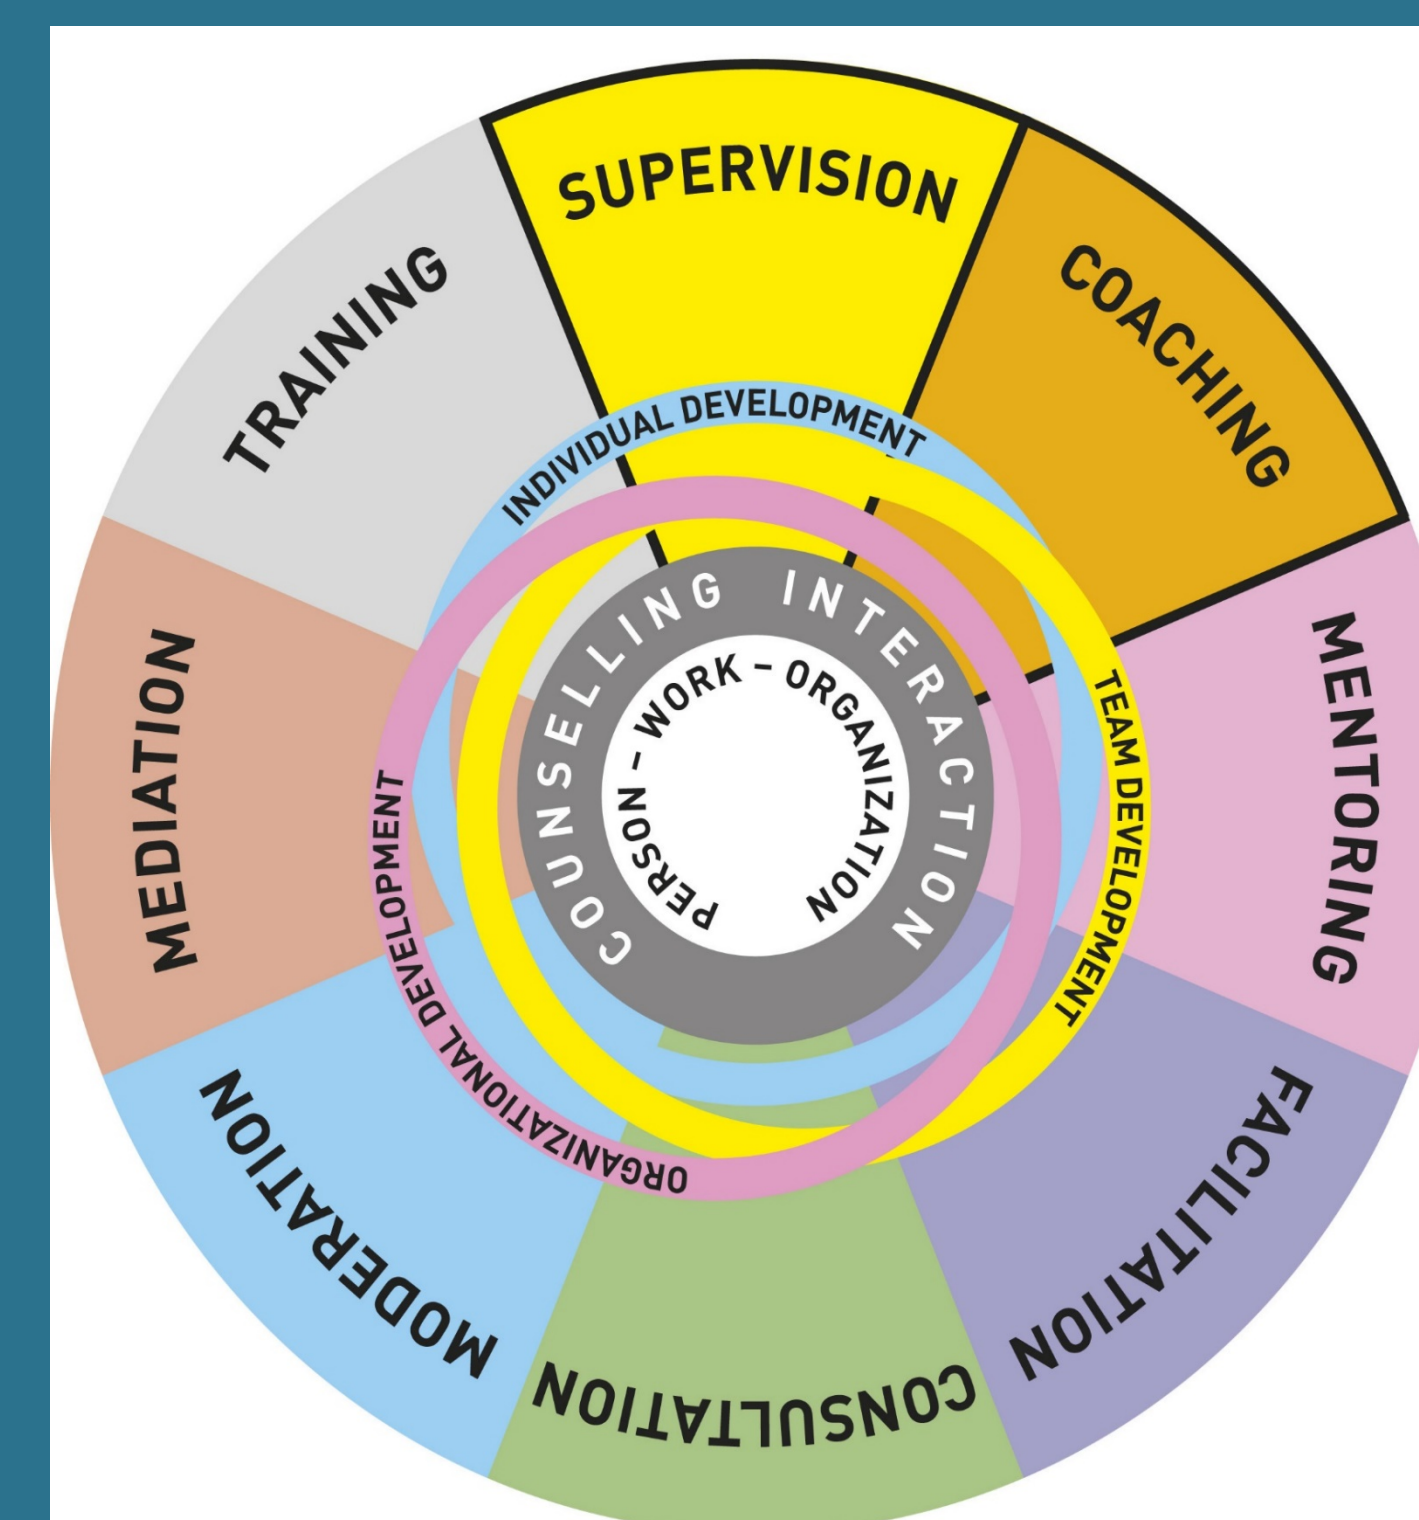 SUPERVISION
COACHING
MENTORING
FACILITATION
CONSULTATION
MODERATION
MEDIATION
TRAINING
INDIVIDUAL DEVELOPMENT
TEAM DEVELOPMENT
ORGANIZATIONAL DEVELOPMENT
COUNSELLING INTERACTION
PERSON – WORK – ORGANIZATION